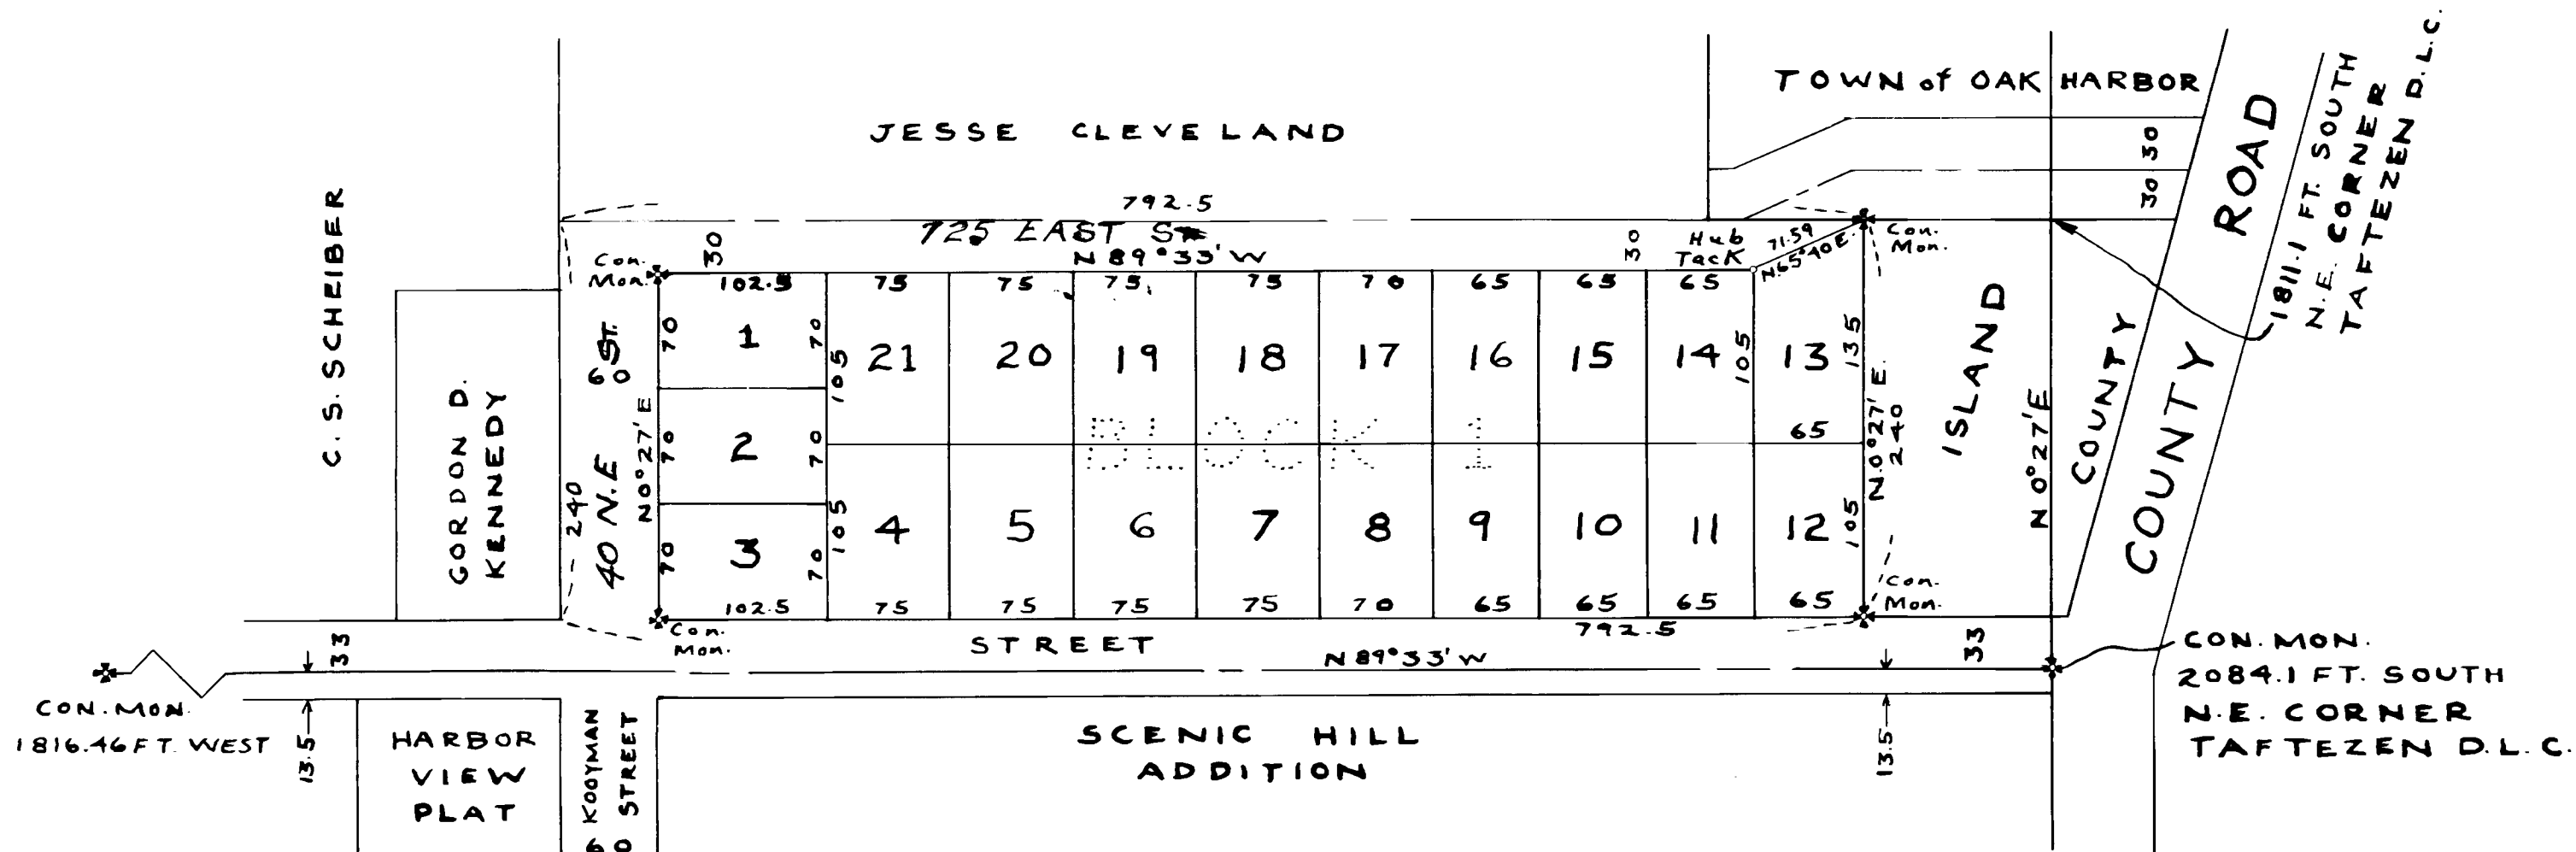 TOWN of OAK HARBOR
JESSE CLEVELAND
792.5
725 EAST
N 89°33'W
30
30
Hub
Tack
71.59
N.65°40'E.
Con.
Mon.
Con.
Mon.
30
30
COUNTY ROAD
1811.1 FT. SOUTH
N.E. CORNER
TAFTEZEN D.L.C.
C. S. SCHEIBER
GORDON D.
KENNEDY
240
40 N.E
60 ST.
N 0°27' E
102.5 75 75 75 75 70 65 65 65
70 1 70
70 2 70
70 3 70
105
105
21 20 19 18 17 16 15 14 13
105
135
65
BLOCK 1
4 5 6 7 8 9 10 11 12
105
102.5 75 75 75 75 70 65 65 65 65
N.0°27' E.
240
ISLAND
COUNTY
N 0°27'E
Con.
Mon.
Con.
Mon.
792.5
STREET
N 89°33' W
33
33
13.5
13.5
CON. MON.
1816.46 FT. WEST
CON. MON.
2084.1 FT. SOUTH
N.E. CORNER
TAFTEZEN D.L.C.
HARBOR
VIEW
PLAT
KOOYMAN
STREET
SCENIC HILL
ADDITION